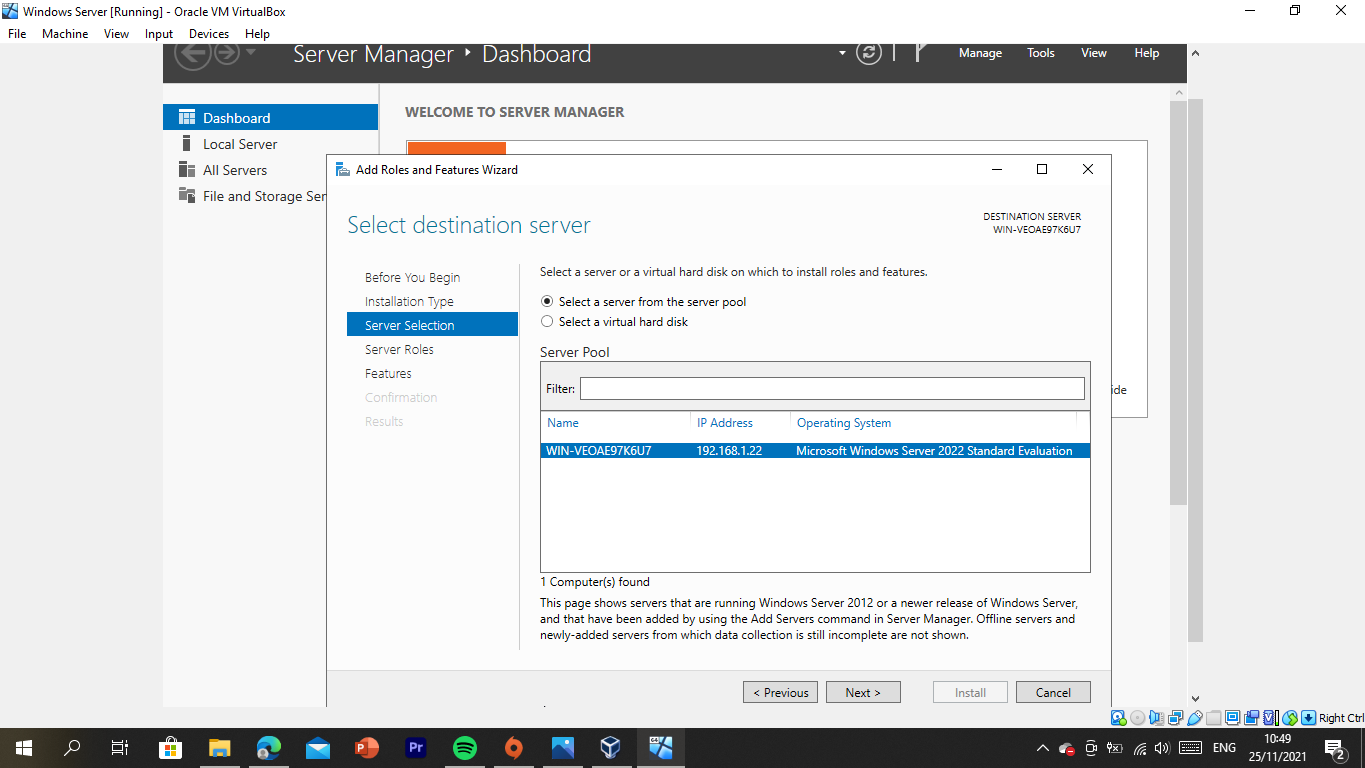 Windows Server [Running] - Oracle VM VirtualBox
File Machine View Input Devices Help
Server Manager Dashboard
Manage Tools View Help
Dashboard
Local Server
All Servers
File and Storage Ser
WELCOME TO SERVER MANAGER
Add Roles and Features Wizard
Select destination server
DESTINATION SERVER
WIN-VEOAE97K6U7
Before You Begin
Installation Type
Server Selection
Server Roles
Features
Confirmation
Results
Select a server or a virtual hard disk on which to install roles and features.
Select a server from the server pool
Select a virtual hard disk
Server Pool
Filter:
Name IP Address Operating System
WIN-VEOAE97K6U7 192.168.1.22 Microsoft Windows Server 2022 Standard Evaluation
1 Computer(s) found
This page shows servers that are running Windows Server 2012 or a newer release of Windows Server,
and that have been added by using the Add Servers command in Server Manager. Offline servers and
newly-added servers from which data collection is still incomplete are not shown.
ide
< Previous Next > Install Cancel
Right Ctrl
Pr
64
ENG
10:49
25/11/2021
2